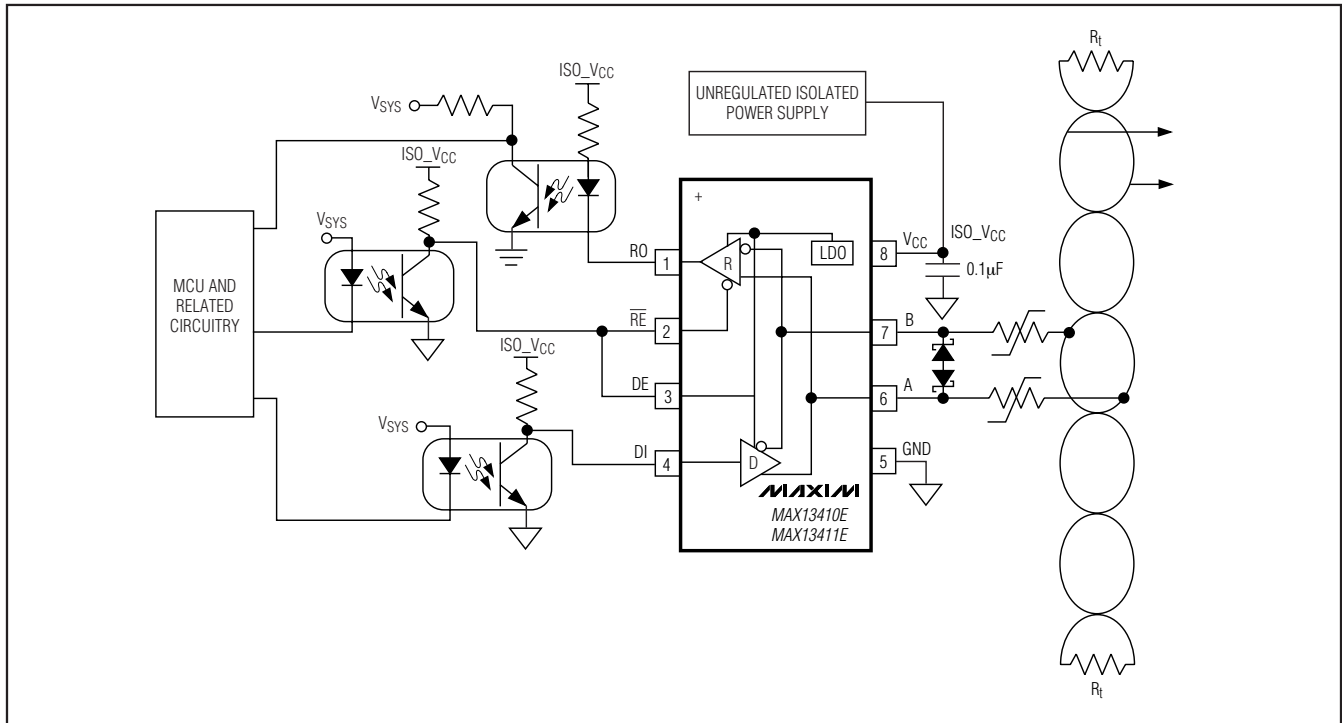 Rt
ISO_VCC
UNREGULATED ISOLATED
POWER SUPPLY
VSYS
ISO_VCC
+
VSYS
MCU AND
RELATED
CIRCUITRY
RO
1
R
LDO
8
VCC
ISO_VCC
0.1µF
RE
2
7
B
ISO_VCC
DE
3
6
A
VSYS
DI
4
D
5
GND
MAXIM
MAX13410E
MAX13411E
Rt